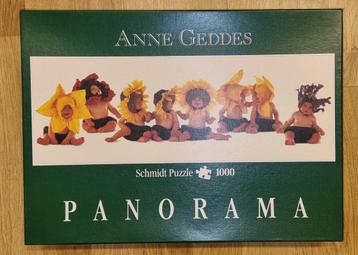 ANNE GEDDES
Schmidt Puzzle 1000
PANORAMA